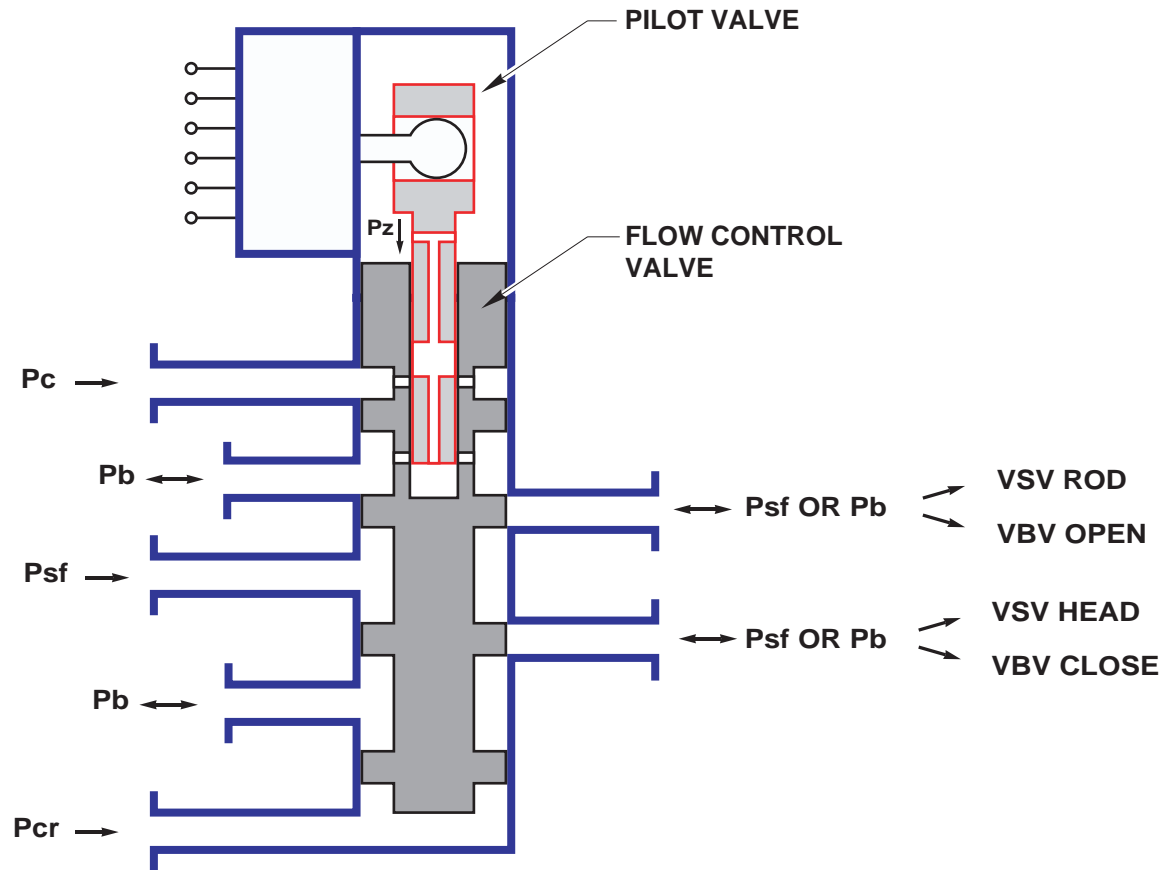 PILOT VALVE
Pz
FLOW CONTROL
VALVE
Pc
Pb
Psf OR Pb
VSV ROD
VBV OPEN
Psf
Psf OR Pb
VSV HEAD
VBV CLOSE
Pb
Pcr